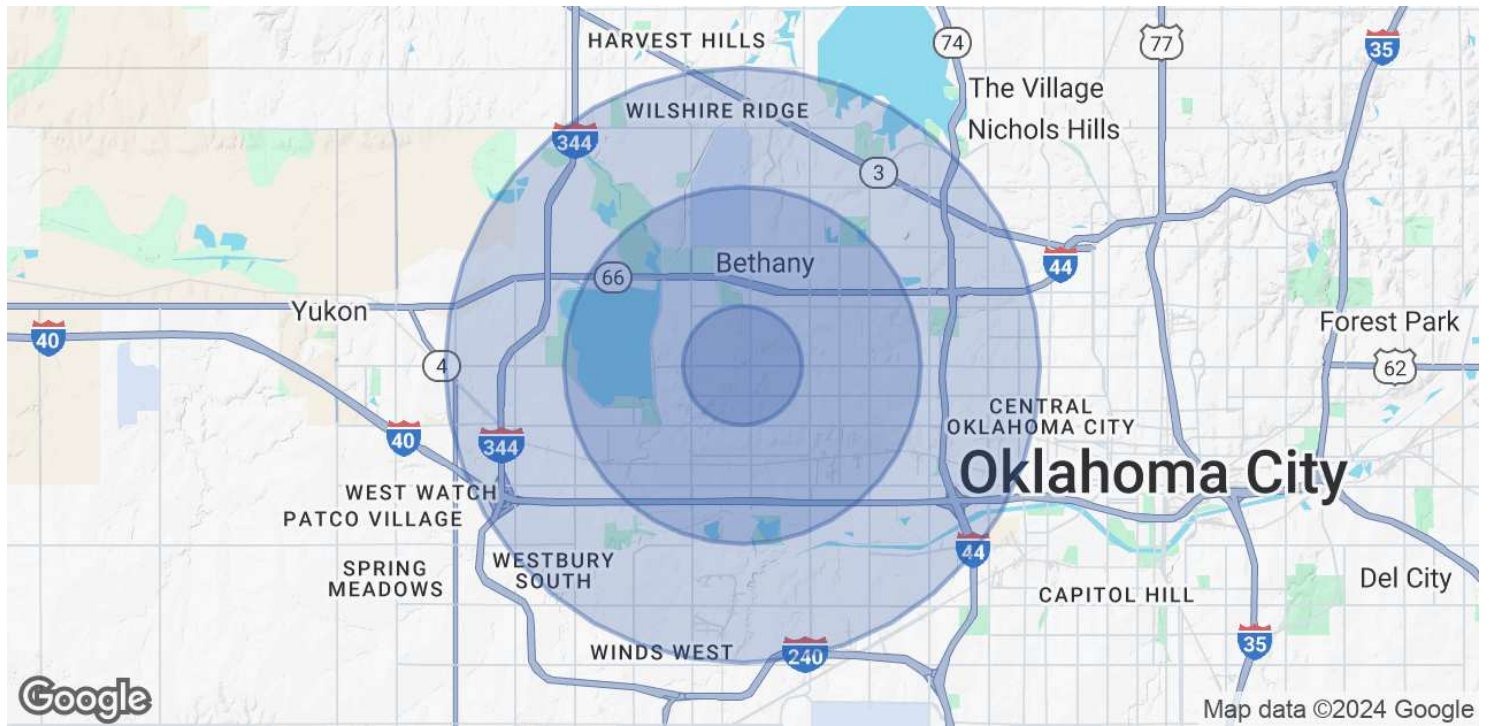 HARVEST HILLS
74
77
35
The Village
WILSHIRE RIDGE
Nichols Hills
344
3
Bethany
44
66
Yukon
40
Forest Park
4
62
CENTRAL
OKLAHOMA CITY
40
344
Oklahoma City
WEST WATCH
PATCO VILLAGE
WESTBURY
SOUTH
44
SPRING
MEADOWS
Del City
CAPITOL HILL
35
WINDS WEST
240
Google
Map data ©2024 Google